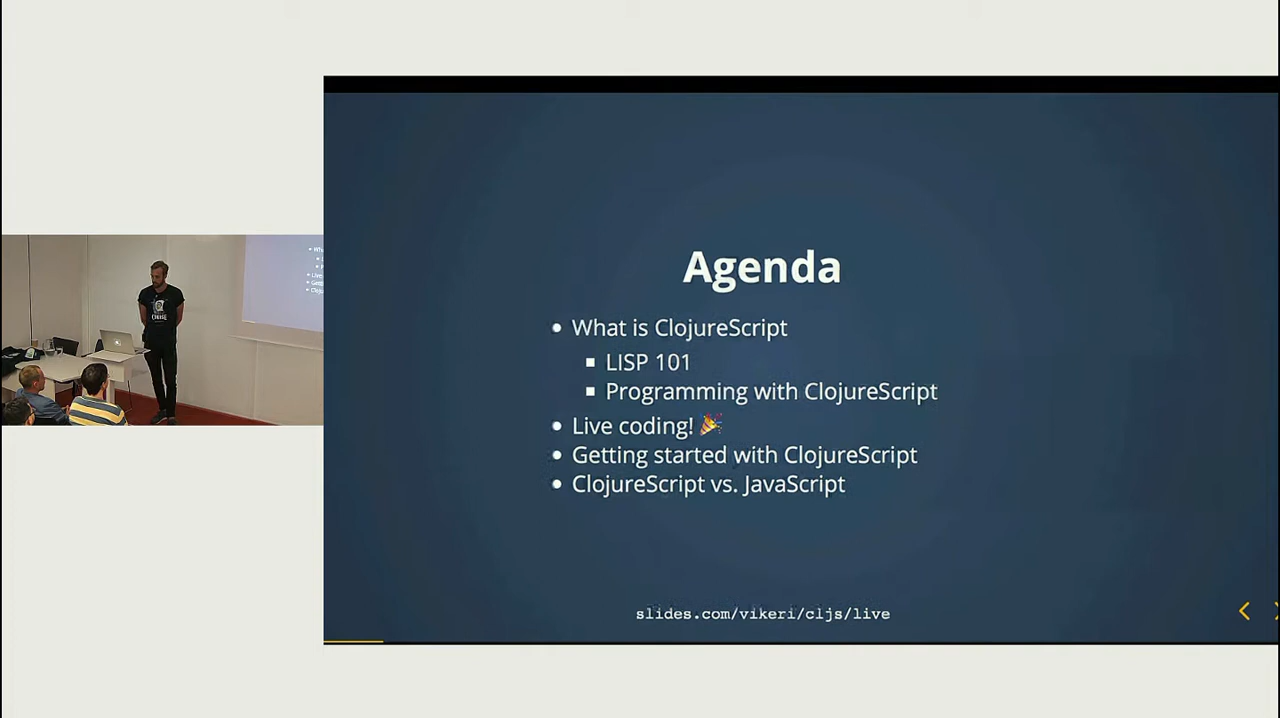 Agenda
• What is ClojureScript
▪ LISP 101
▪ Programming with ClojureScript
• Live coding! 🎉
• Getting started with ClojureScript
• ClojureScript vs. JavaScript
slides.com/vikeri/cljs/live